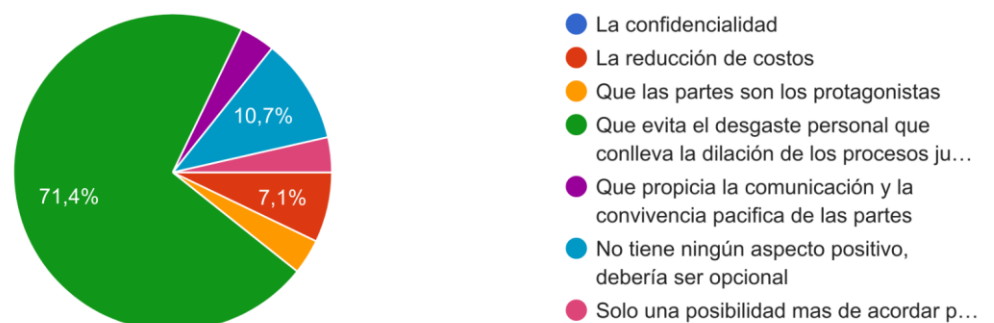 71,4%
10,7%
7,1%
La confidencialidad
La reducción de costos
Que las partes son los protagonistas
Que evita el desgaste personal que
conlleva la dilación de los procesos ju…
Que propicia la comunicación y la
convivencia pacifica de las partes
No tiene ningún aspecto positivo,
debería ser opcional
Solo una posibilidad mas de acordar p…